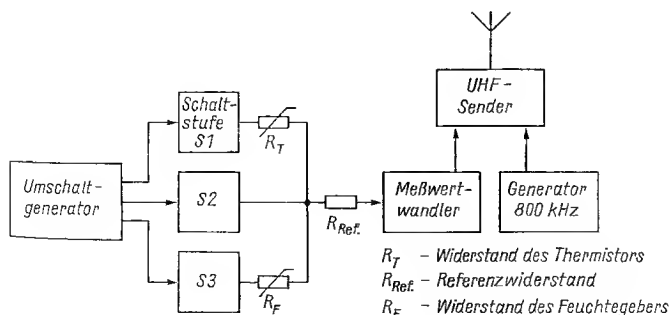 UHF-
Sender
Schalt-
stufe
S1
R_T
Umschalt-
generator
S2
R_Ref.
Meßwert-
wandler
Generator
800 kHz
S3
R_F
R_T – Widerstand des Thermistors
R_Ref. – Referenzwiderstand
R_F – Widerstand des Feuchtegebers